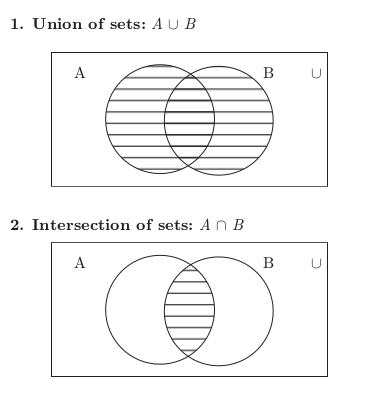 1. Union of sets: A ∪ B
A B ∪
2. Intersection of sets: A ∩ B
A B ∪